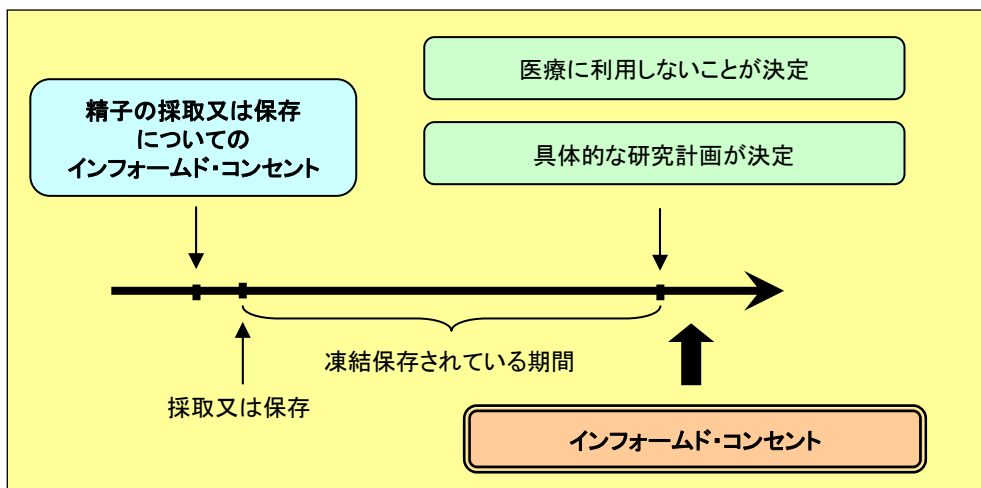 医療に利用しないことが決定
精子の採取又は保存
についての
インフォームド・コンセント
具体的な研究計画が決定
凍結保存されている期間
採取又は保存
インフォームド・コンセント